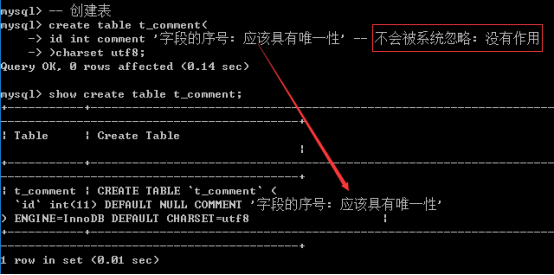 mysql> -- 创建表
mysql> create table t_comment(
-> id int comment '字段的序号：应该具有唯一性' -- 不会被系统忽略：没有作用
-> )charset utf8;
Query OK, 0 rows affected (0.14 sec)
mysql> show create table t_comment;
+-----------+---------------------------------------------------------
--------------------------------------+
| Table | Create Table
|
+-----------+---------------------------------------------------------
--------------------------------------+
| t_comment | CREATE TABLE `t_comment` (
`id` int(11) DEFAULT NULL COMMENT '字段的序号：应该具有唯一性'
) ENGINE=InnoDB DEFAULT CHARSET=utf8 |
+-----------+---------------------------------------------------------
--------------------------------------+
1 row in set (0.01 sec)